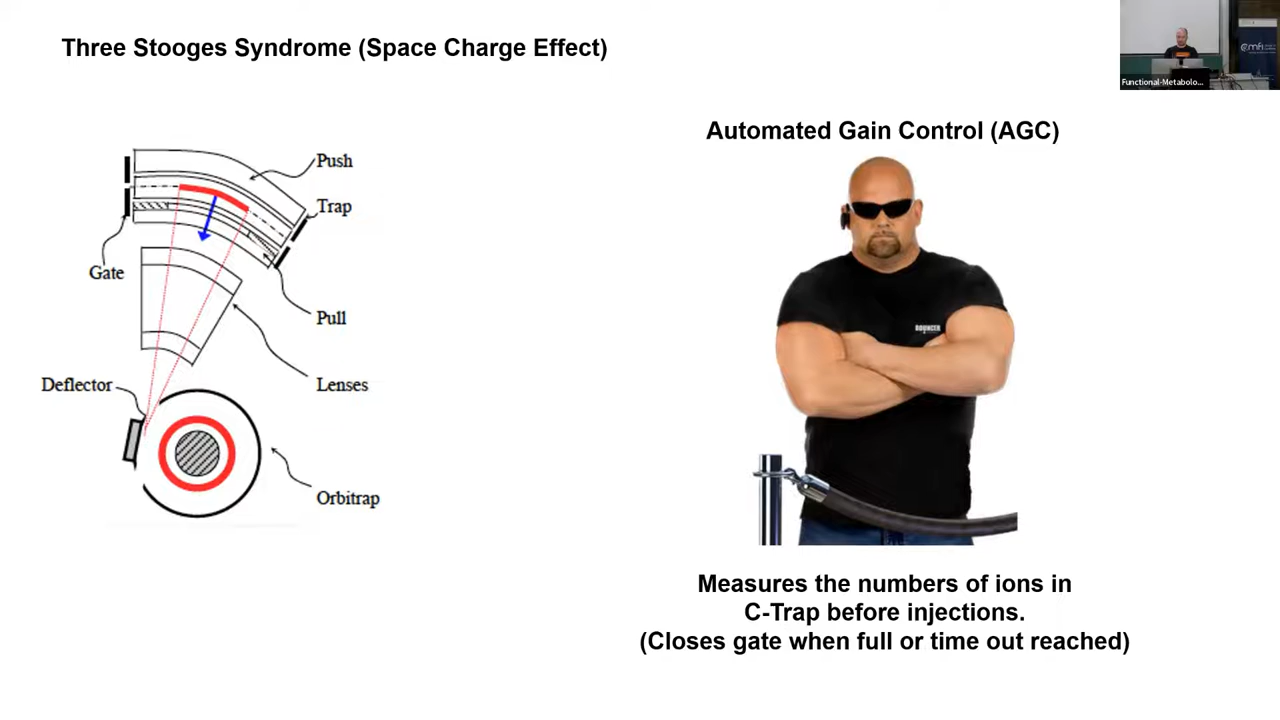 Three Stooges Syndrome (Space Charge Effect)
Functional-Metabolo...
Automated Gain Control (AGC)
Push
Trap
Gate
Pull
Deflector
Lenses
Orbitrap
BOUNCER
Measures the numbers of ions in
C-Trap before injections.
(Closes gate when full or time out reached)